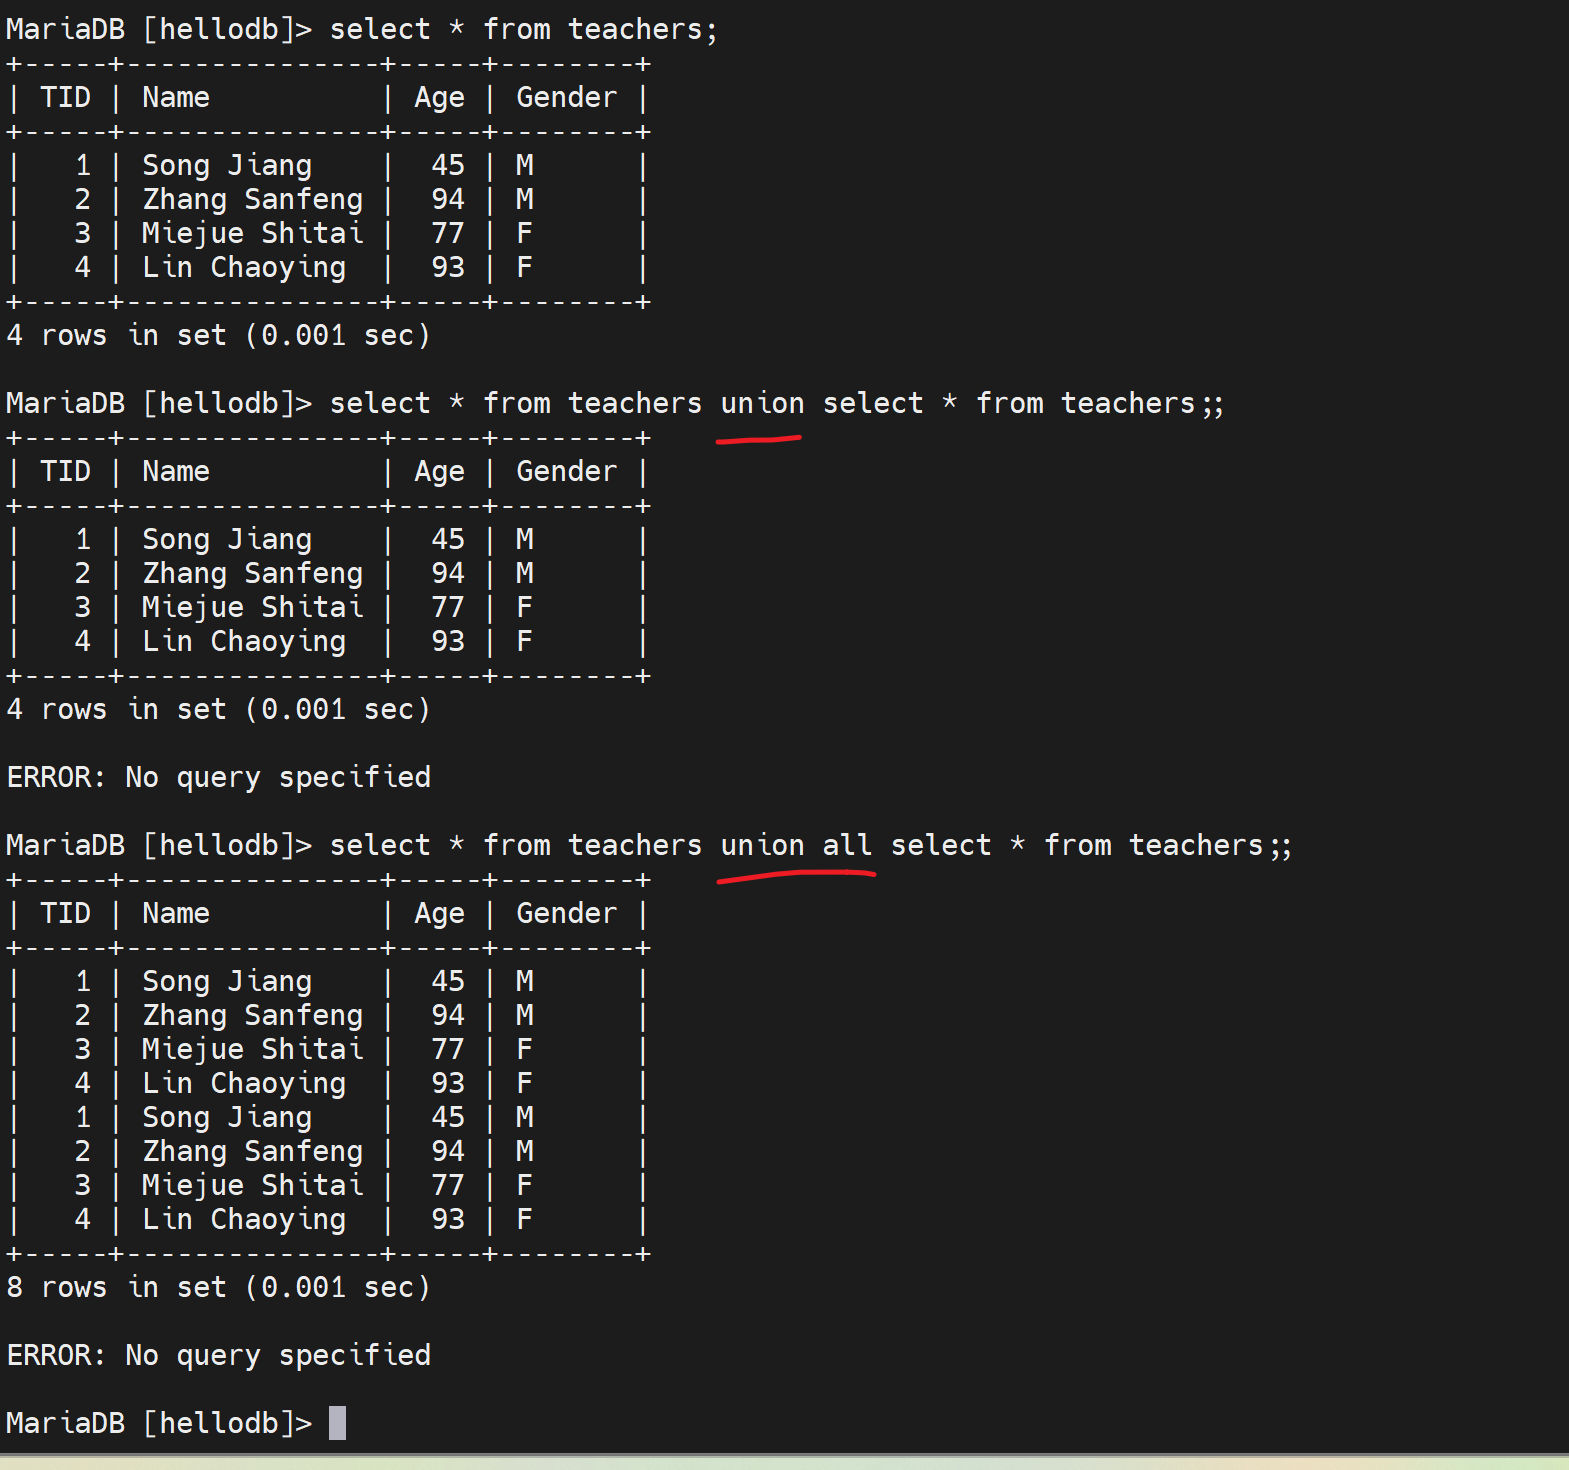 MariaDB [hellodb]> select * from teachers;
+-----+---------------+-----+--------+
| TID | Name          | Age | Gender |
+-----+---------------+-----+--------+
|   1 | Song Jiang    |  45 | M      |
|   2 | Zhang Sanfeng |  94 | M      |
|   3 | Miejue Shitai |  77 | F      |
|   4 | Lin Chaoying  |  93 | F      |
+-----+---------------+-----+--------+
4 rows in set (0.001 sec)

MariaDB [hellodb]> select * from teachers union select * from teachers;;
+-----+---------------+-----+--------+
| TID | Name          | Age | Gender |
+-----+---------------+-----+--------+
|   1 | Song Jiang    |  45 | M      |
|   2 | Zhang Sanfeng |  94 | M      |
|   3 | Miejue Shitai |  77 | F      |
|   4 | Lin Chaoying  |  93 | F      |
+-----+---------------+-----+--------+
4 rows in set (0.001 sec)

ERROR: No query specified

MariaDB [hellodb]> select * from teachers union all select * from teachers;;
+-----+---------------+-----+--------+
| TID | Name          | Age | Gender |
+-----+---------------+-----+--------+
|   1 | Song Jiang    |  45 | M      |
|   2 | Zhang Sanfeng |  94 | M      |
|   3 | Miejue Shitai |  77 | F      |
|   4 | Lin Chaoying  |  93 | F      |
|   1 | Song Jiang    |  45 | M      |
|   2 | Zhang Sanfeng |  94 | M      |
|   3 | Miejue Shitai |  77 | F      |
|   4 | Lin Chaoying  |  93 | F      |
+-----+---------------+-----+--------+
8 rows in set (0.001 sec)

ERROR: No query specified

MariaDB [hellodb]>